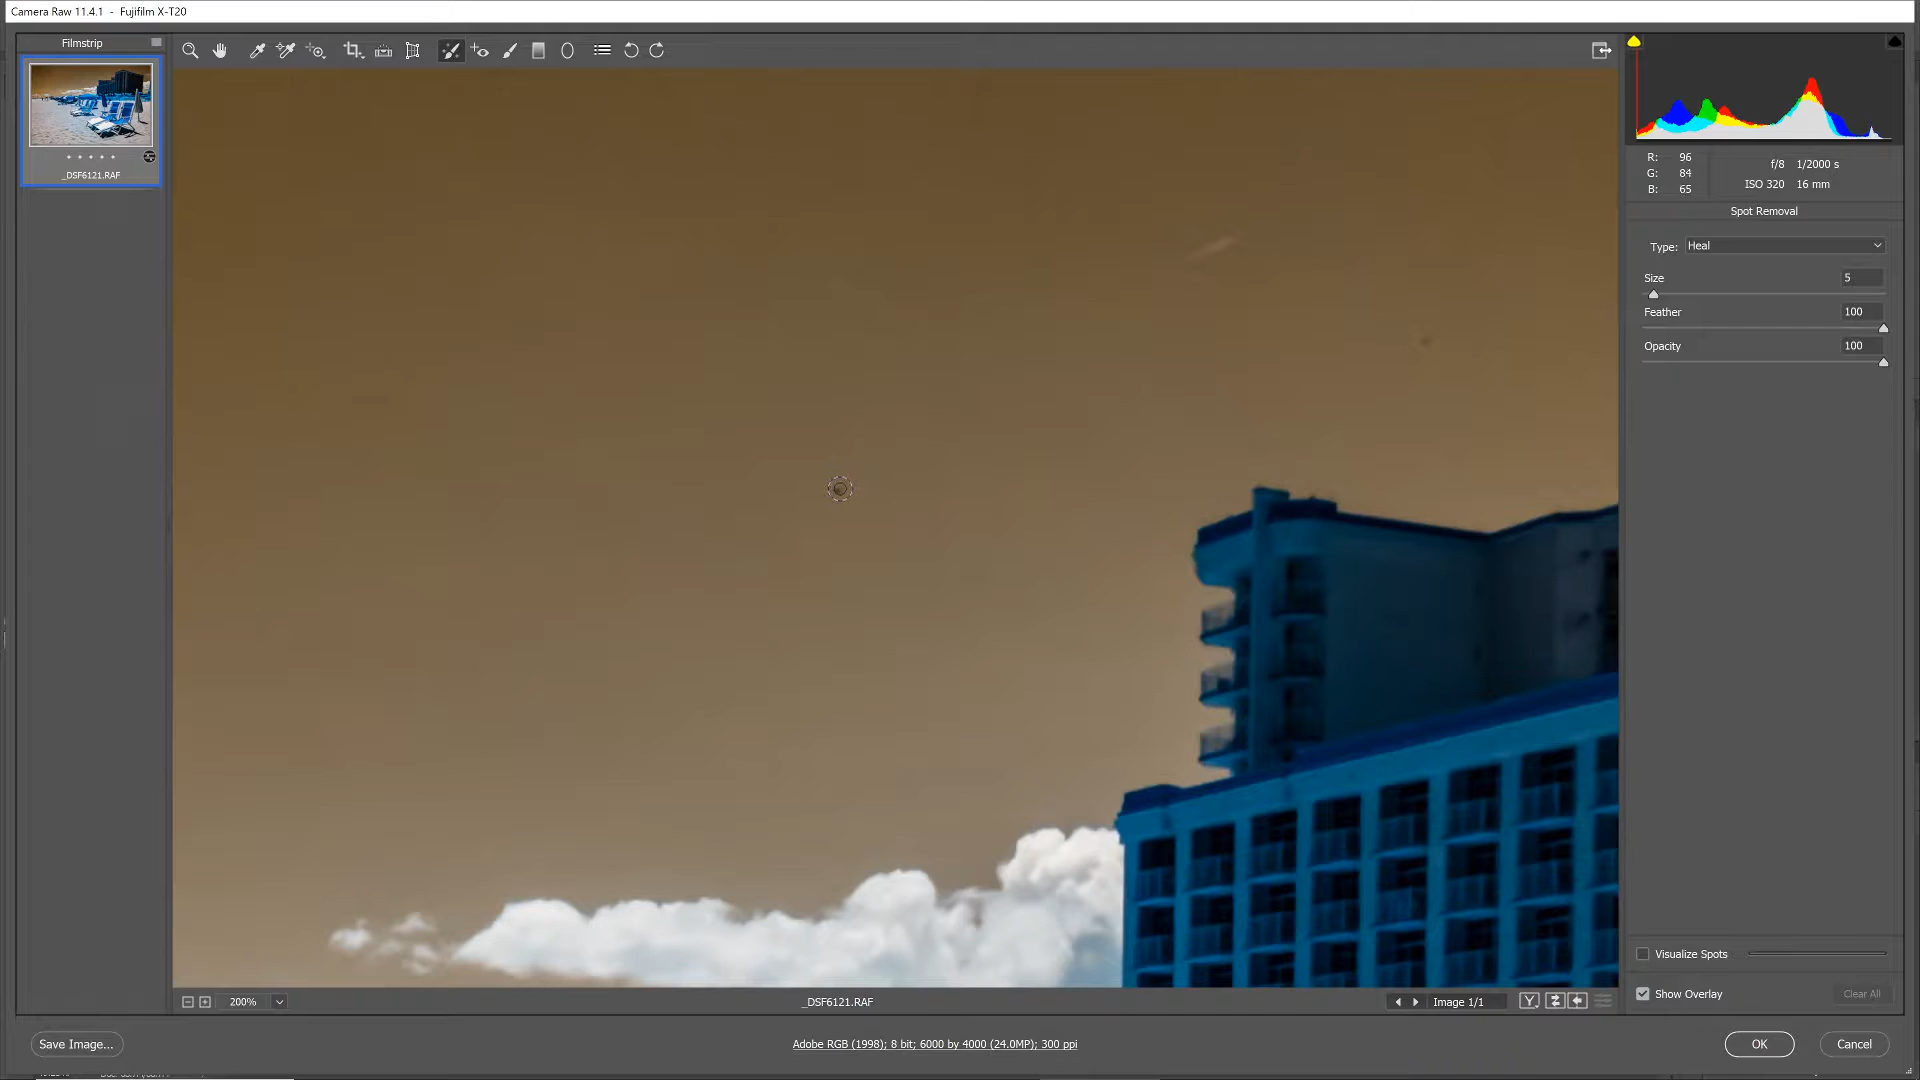 Camera Raw 11.4.1 - Fujifilm X-T20
Filmstrip
_DSF6121.RAF
R: 96
G: 84
B: 65
f/8 1/2000 s
ISO 320 16 mm
Spot Removal
Type: Heal
Size 5
Feather 100
Opacity 100
Visualize Spots
Show Overlay
Clear All
200%
_DSF6121.RAF
Image 1/1
Y
Save Image...
Adobe RGB (1998); 8 bit; 6000 by 4000 (24.0MP); 300 ppi
OK
Cancel